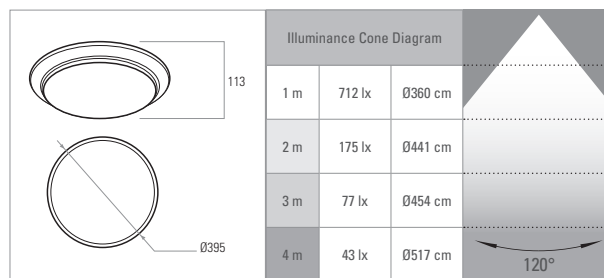 113
Ø395
Illuminance Cone Diagram
1 m 712 lx Ø360 cm
2 m 175 lx Ø441 cm
3 m 77 lx Ø454 cm
4 m 43 lx Ø517 cm
120°